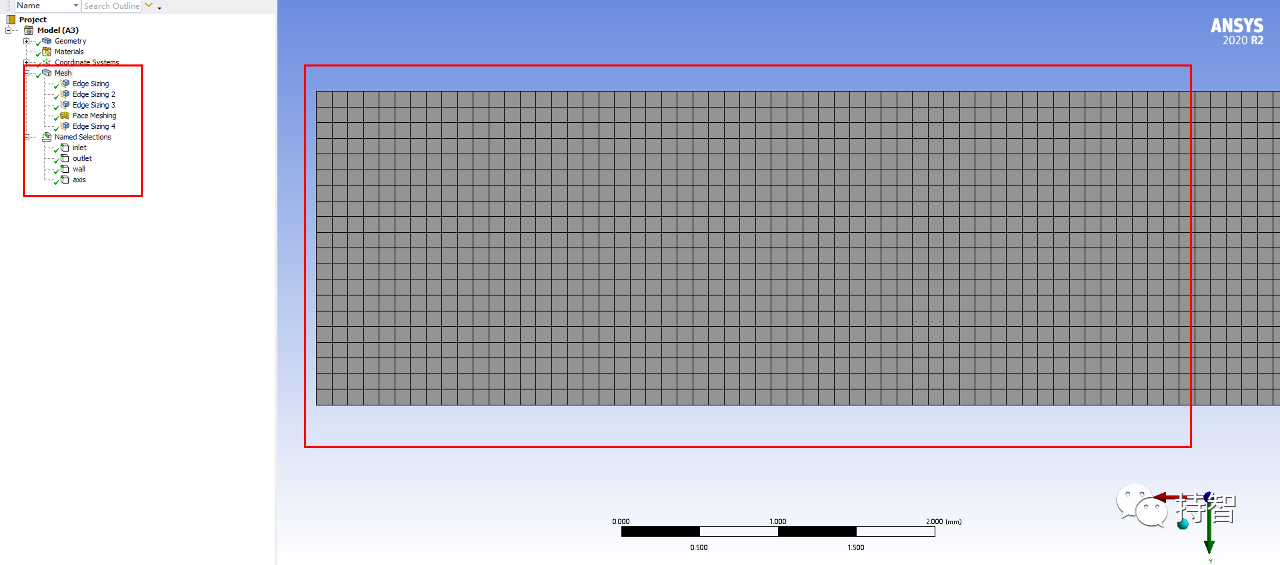 Name
Search Outline
Project
Model (A3)
Geometry
Materials
Coordinate Systems
Mesh
Edge Sizing
Edge Sizing 2
Edge Sizing 3
Face Meshing
Edge Sizing 4
Named Selections
inlet
outlet
wall
axis
ANSYS
2020 R2
0.000 1.000 2.000 (mm)
0.500 1.500
持智
Y